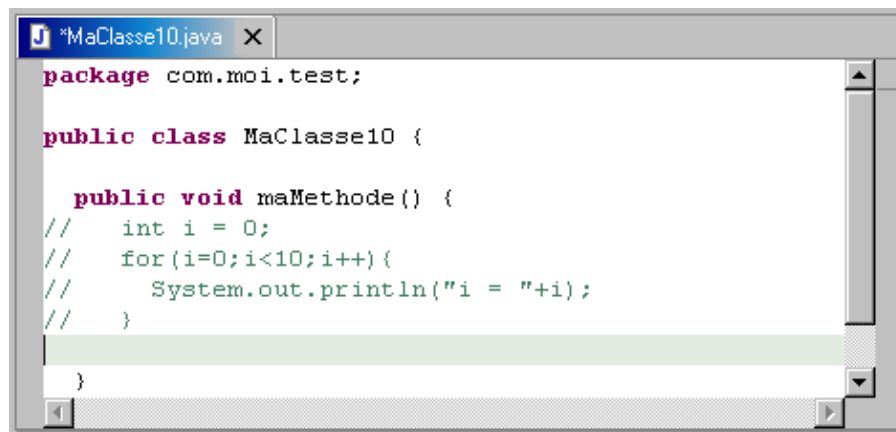 *MaClasse10.java
package com.moi.test;
public class MaClasse10 {
public void maMethode() {
//   int i = 0;
//   for(i=0;i<10;i++){
//     System.out.println("i = "+i);
//   }
}